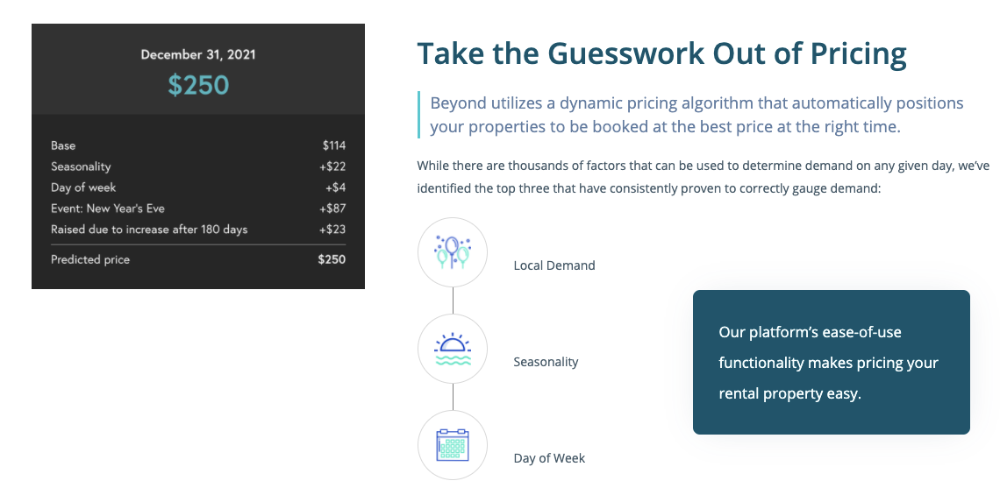 December 31, 2021
$250
Base $114
Seasonality +$22
Day of week +$4
Event: New Year's Eve +$87
Raised due to increase after 180 days +$23
Predicted price $250
Take the Guesswork Out of Pricing
Beyond utilizes a dynamic pricing algorithm that automatically positions
your properties to be booked at the best price at the right time.
While there are thousands of factors that can be used to determine demand on any given day, we’ve
identified the top three that have consistently proven to correctly gauge demand:
Local Demand
Seasonality
Day of Week
Our platform’s ease-of-use
functionality makes pricing your
rental property easy.